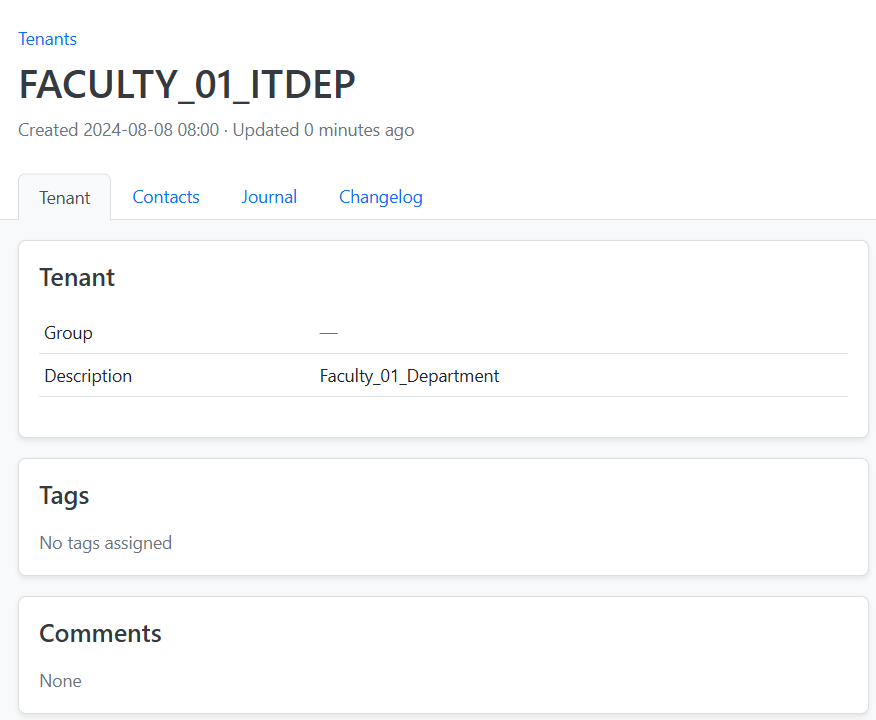 Tenants
FACULTY_01_ITDEP
Created 2024-08-08 08:00 · Updated 0 minutes ago
Tenant Contacts Journal Changelog
Tenant
Group —
Description Faculty_01_Department
Tags
No tags assigned
Comments
None